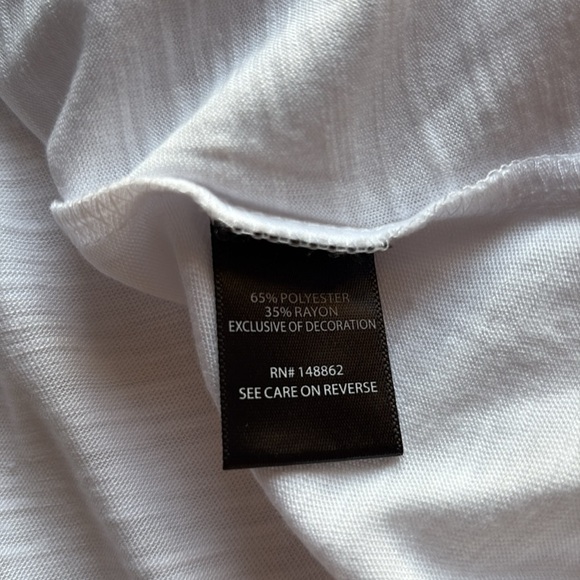 65% POLYESTER
35% RAYON
EXCLUSIVE OF DECORATION
RN# 148862
SEE CARE ON REVERSE